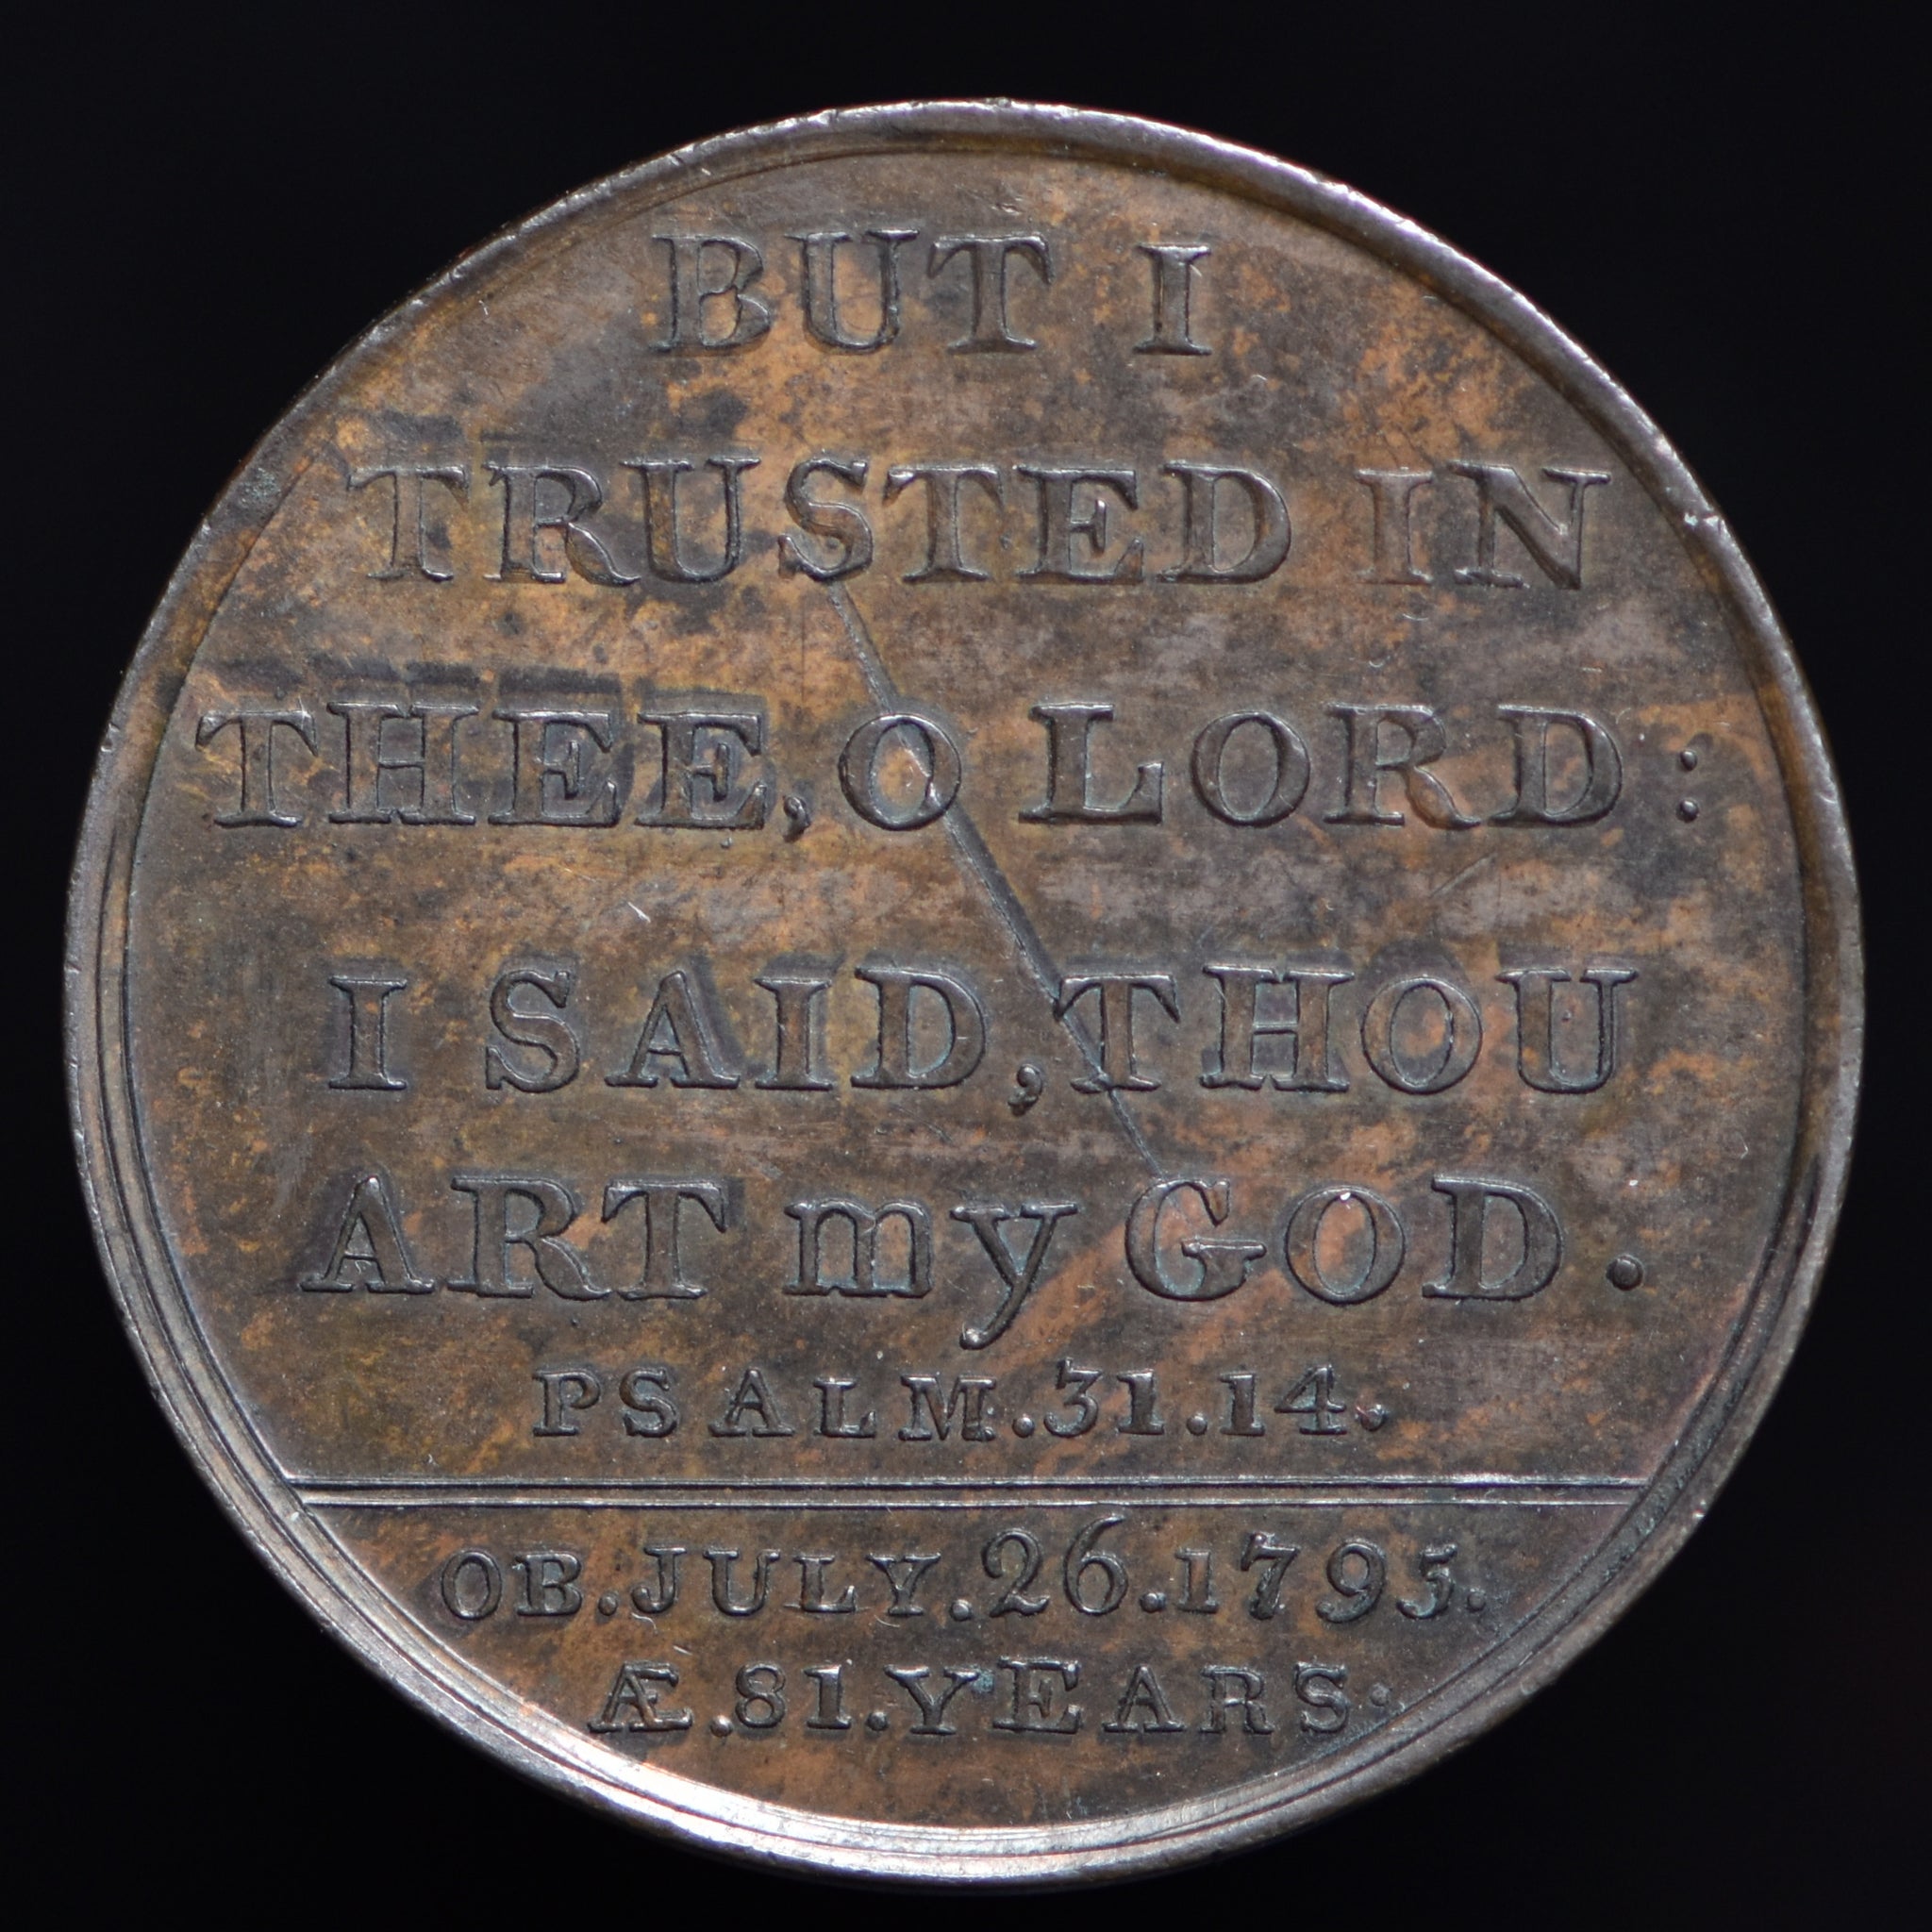 BUT I
TRUSTED IN
THEE, O LORD:
I SAID, THOU
ART my GOD.
PSALM.31.14.
OB.JULY.26.1795.
Æ.81.YEARS.